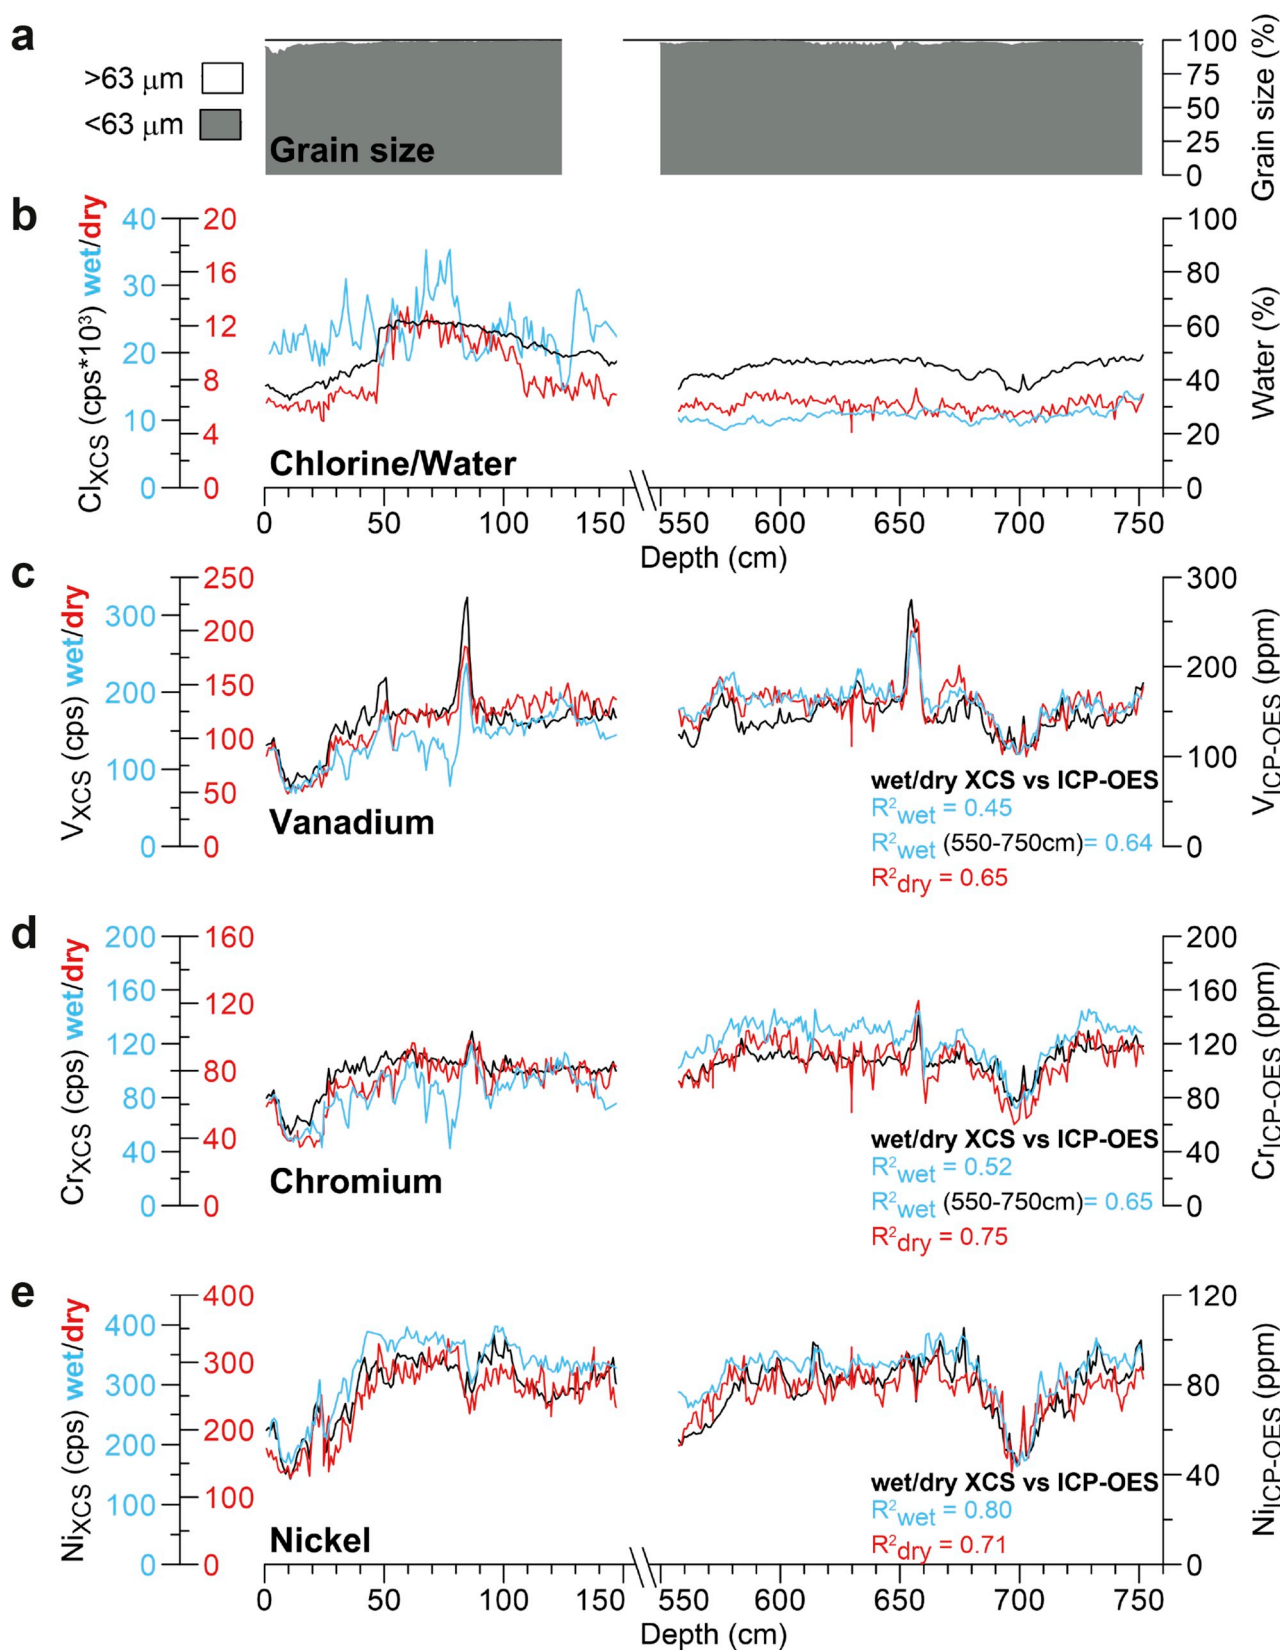 a
>63 μm
<63 μm
Grain size
100
75
50
25
0
Grain size (%)
b
Cl_XCS (cps*10³) wet/dry
40
30
20
10
0
20
16
12
8
4
0
100
80
60
40
20
0
Water (%)
Chlorine/Water
0 50 100 150 550 600 650 700 750
Depth (cm)
c
V_XCS (cps) wet/dry
300
200
100
0
250
200
150
100
50
0
300
200
100
0
V_ICP-OES (ppm)
Vanadium
wet/dry XCS vs ICP-OES
R²wet = 0.45
R²wet (550-750cm)= 0.64
R²dry = 0.65
d
Cr_XCS (cps) wet/dry
200
160
120
80
40
0
160
120
80
40
0
200
160
120
80
40
0
Cr_ICP-OES (ppm)
Chromium
wet/dry XCS vs ICP-OES
R²wet = 0.52
R²wet (550-750cm)= 0.65
R²dry = 0.75
e
Ni_XCS (cps) wet/dry
400
300
200
100
0
400
300
200
100
0
120
80
40
0
Ni_ICP-OES (ppm)
Nickel
wet/dry XCS vs ICP-OES
R²wet = 0.80
R²dry = 0.71
0 50 100 150 550 600 650 700 750
Depth (cm)